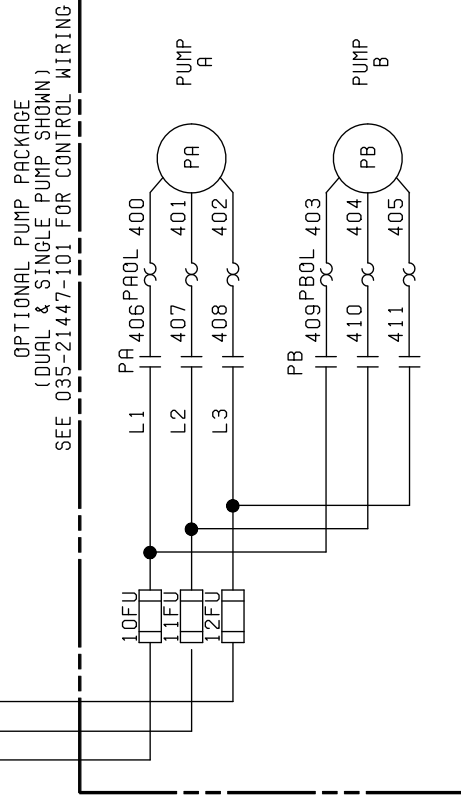 OPTIONAL PUMP PACKAGE
(DUAL & SINGLE PUMP SHOWN)
SEE 035-21447-101 FOR CONTROL WIRING
PUMP
A
PUMP
B
PA
PB
400
401
402
403
404
405
PAOL
PBOL
406
407
408
409
410
411
PA
PB
L1
L2
L3
10FU
11FU
12FU